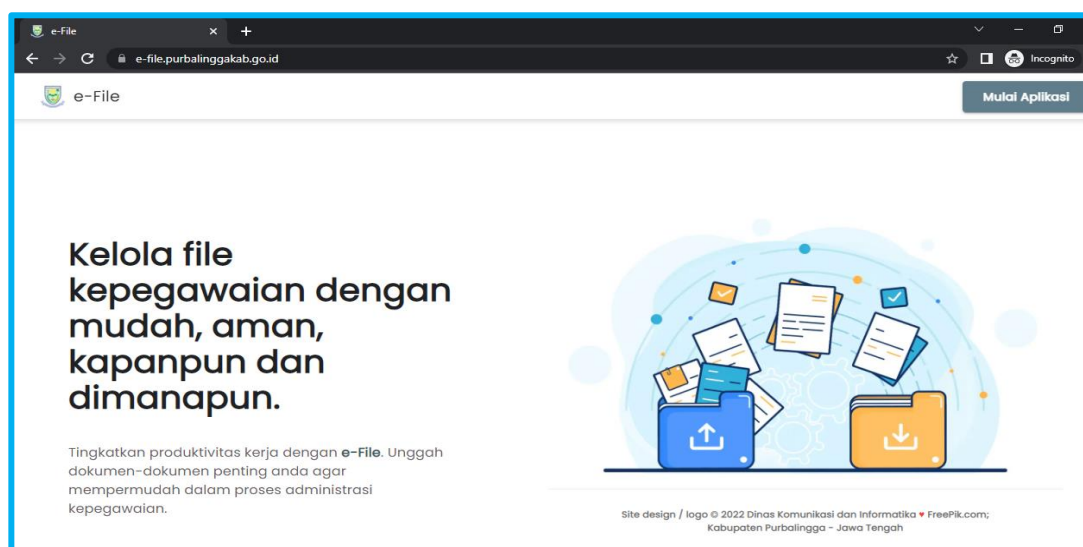 e-File
e-file.purbalinggakab.go.id
Incognito
e-File
Mulai Aplikasi
Kelola file
kepegawaian dengan
mudah, aman,
kapanpun dan
dimanapun.
Tingkatkan produktivitas kerja dengan e-File. Unggah
dokumen-dokumen penting anda agar
mempermudah dalam proses administrasi
kepegawaian.
Site design / logo © 2022 Dinas Komunikasi dan Informatika ♥ FreePik.com;
Kabupaten Purbalingga - Jawa Tengah